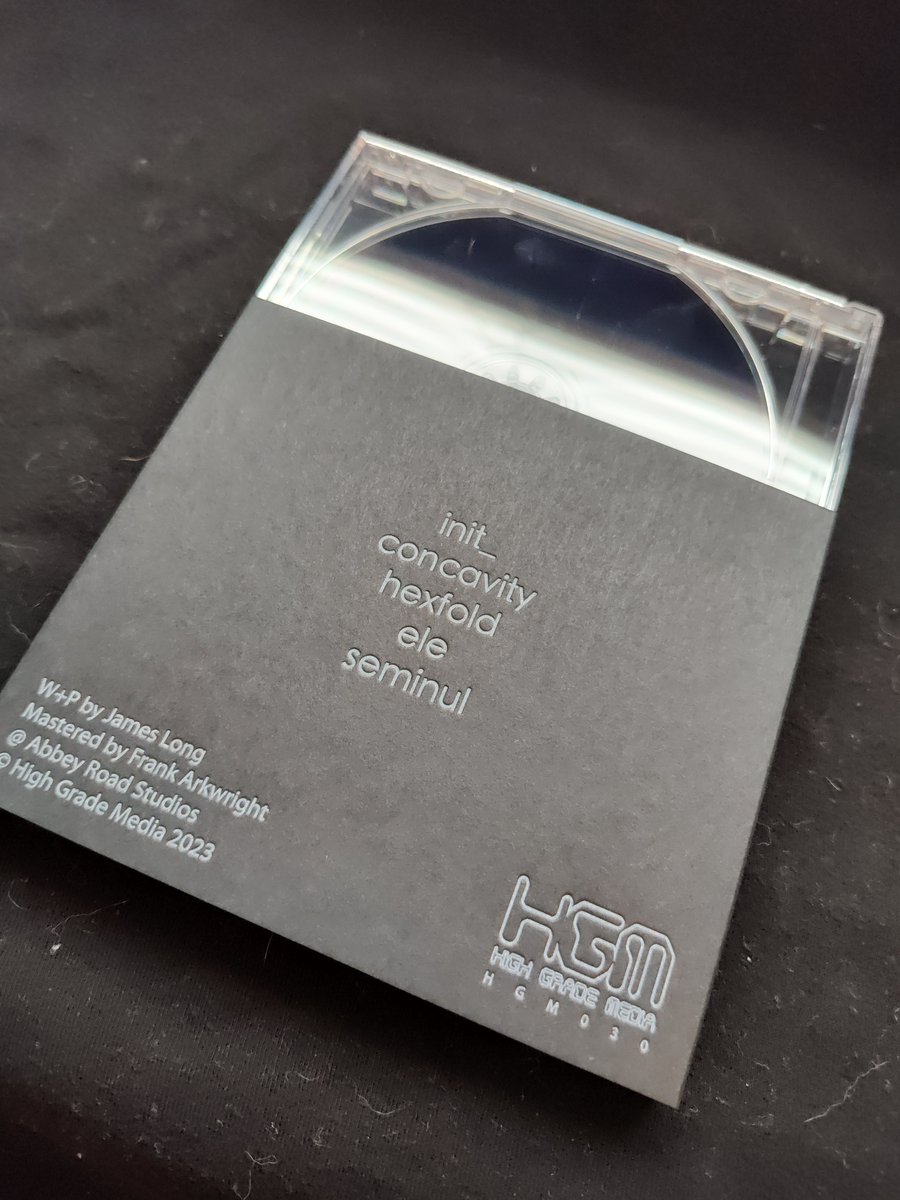 init_
concavity
hexfold
ele
seminul
W+P by James Long
Mastered by Frank Arkwright
@ Abbey Road Studios
© High Grade Media 2023
HGM
HIGH GRADE MEDIA
HGM030